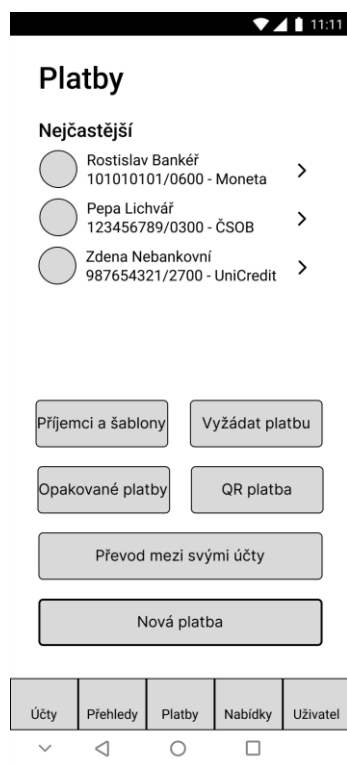 11:11
Platby
Nejčastější
Rostislav Bankéř
101010101/0600 - Moneta
Pepa Lichvář
123456789/0300 - ČSOB
Zdena Nebankovní
987654321/2700 - UniCredit
Příjemci a šablony
Vyžádat platbu
Opakované platby
QR platba
Převod mezi svými účty
Nová platba
Účty
Přehledy
Platby
Nabídky
Uživatel